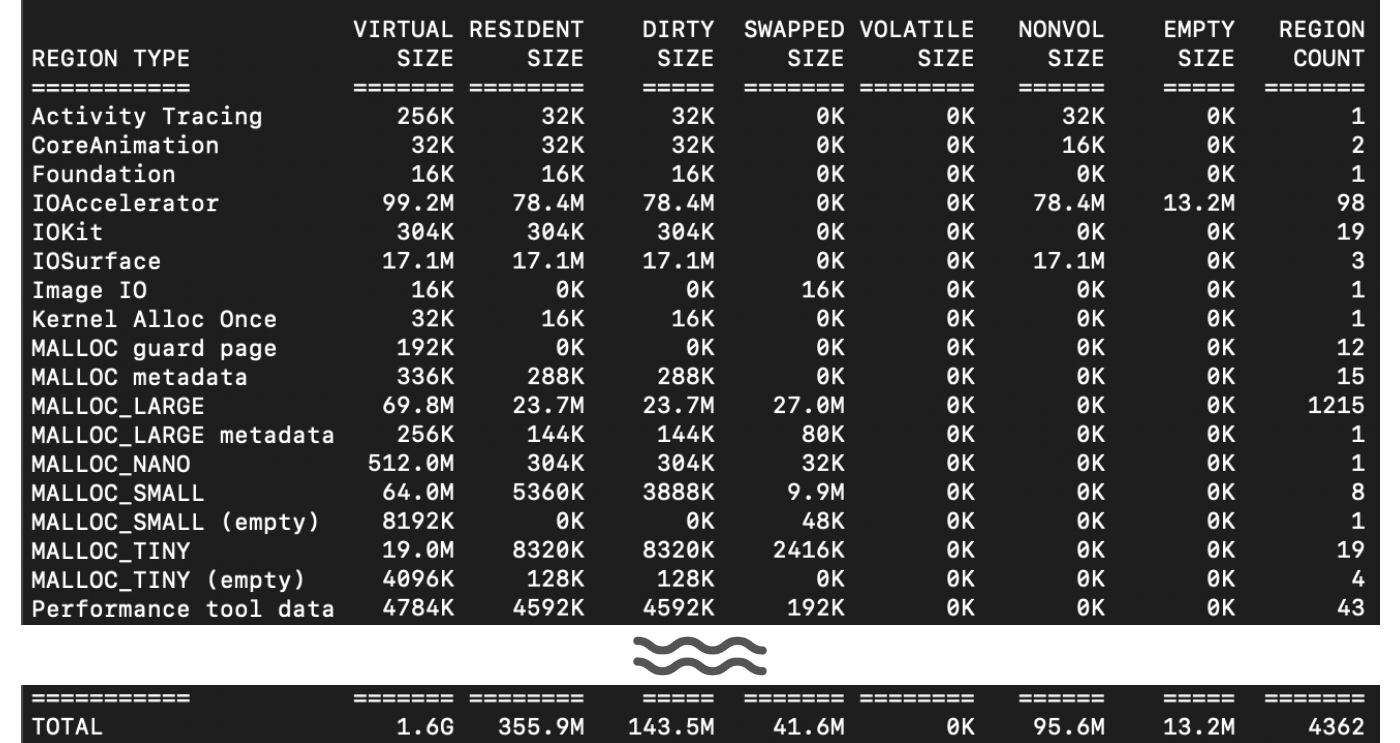 VIRTUAL RESIDENT    DIRTY  SWAPPED VOLATILE   NONVOL    EMPTY   REGION
REGION TYPE    SIZE     SIZE     SIZE     SIZE     SIZE     SIZE     SIZE    COUNT
=========== ======= ======== ===== ======= ======== ====== ===== =======
Activity Tracing 256K 32K 32K 0K 0K 32K 0K 1
CoreAnimation 32K 32K 32K 0K 0K 16K 0K 2
Foundation 16K 16K 16K 0K 0K 0K 0K 1
IOAccelerator 99.2M 78.4M 78.4M 0K 0K 78.4M 13.2M 98
IOKit 304K 304K 304K 0K 0K 0K 0K 19
IOSurface 17.1M 17.1M 17.1M 0K 0K 17.1M 0K 3
Image IO 16K 0K 0K 16K 0K 0K 0K 1
Kernel Alloc Once 32K 16K 16K 0K 0K 0K 0K 1
MALLOC guard page 192K 0K 0K 0K 0K 0K 0K 12
MALLOC metadata 336K 288K 288K 0K 0K 0K 0K 15
MALLOC_LARGE 69.8M 23.7M 23.7M 27.0M 0K 0K 0K 1215
MALLOC_LARGE metadata 256K 144K 144K 80K 0K 0K 0K 1
MALLOC_NANO 512.0M 304K 304K 32K 0K 0K 0K 1
MALLOC_SMALL 64.0M 5360K 3888K 9.9M 0K 0K 0K 8
MALLOC_SMALL (empty) 8192K 0K 0K 48K 0K 0K 0K 1
MALLOC_TINY 19.0M 8320K 8320K 2416K 0K 0K 0K 19
MALLOC_TINY (empty) 4096K 128K 128K 0K 0K 0K 0K 4
Performance tool data 4784K 4592K 4592K 192K 0K 0K 0K 43
=========== ======= ======== ===== ======= ======== ====== ===== =======
TOTAL 1.6G 355.9M 143.5M 41.6M 0K 95.6M 13.2M 4362